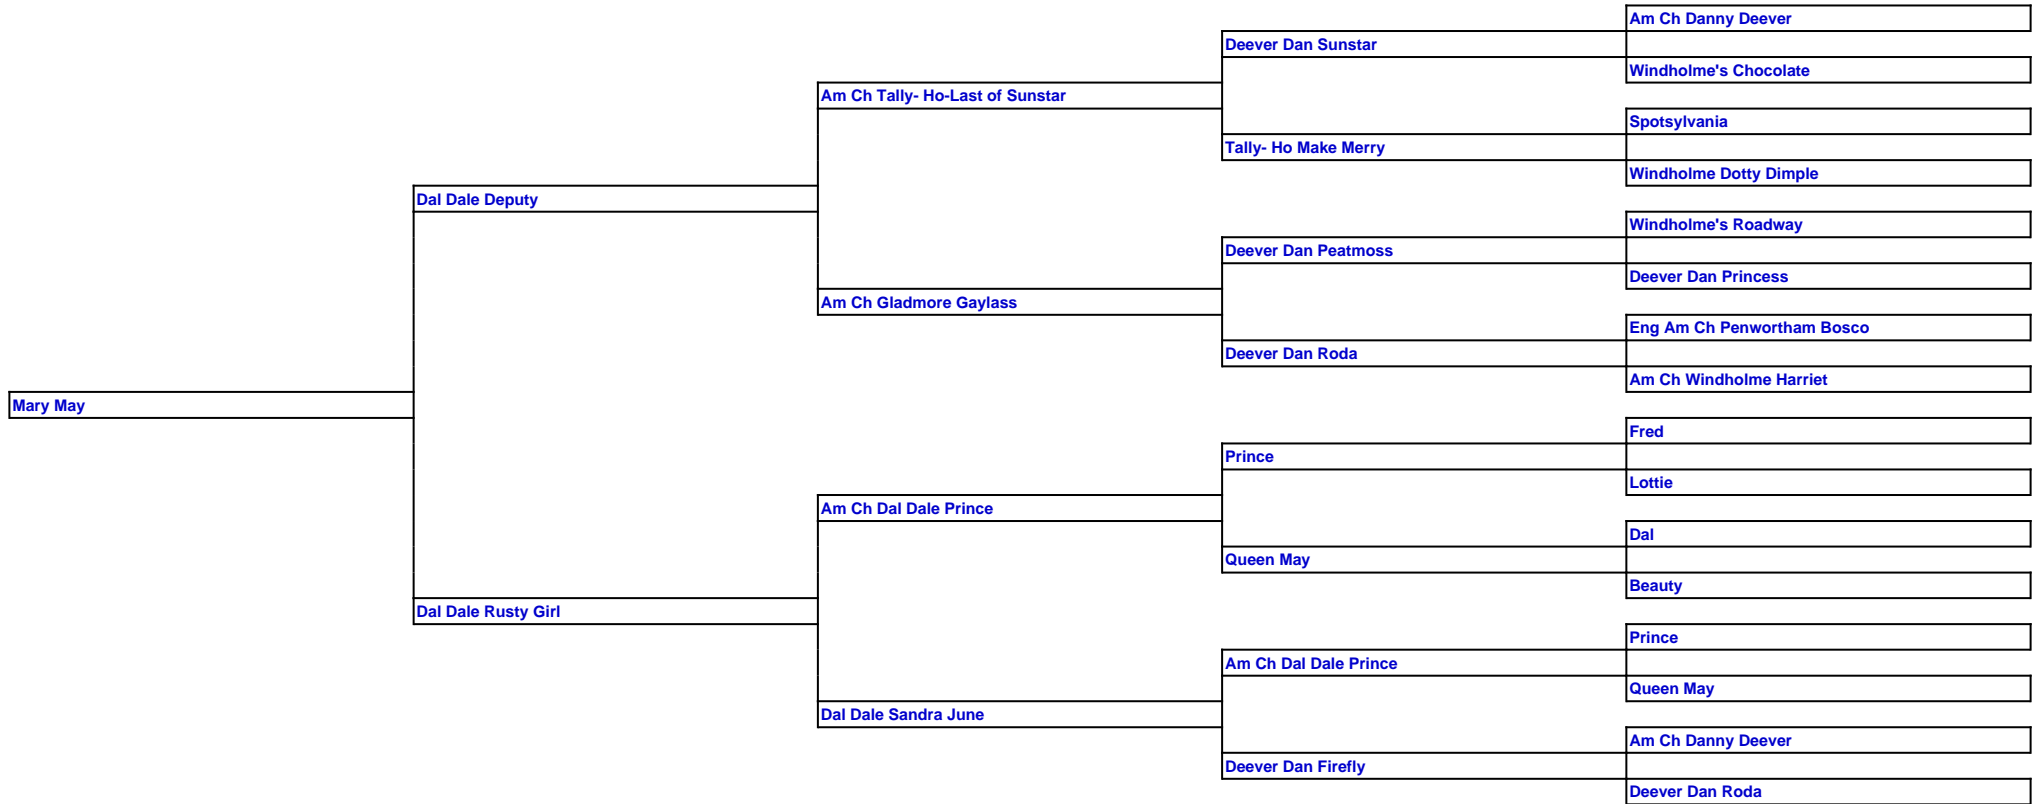 Am Ch Danny Deever
Deever Dan Sunstar
Windholme's Chocolate
Am Ch Tally- Ho-Last of Sunstar
Spotsylvania
Tally- Ho Make Merry
Windholme Dotty Dimple
Dal Dale Deputy
Windholme's Roadway
Deever Dan Peatmoss
Deever Dan Princess
Am Ch Gladmore Gaylass
Eng Am Ch Penwortham Bosco
Deever Dan Roda
Am Ch Windholme Harriet
Mary May
Fred
Prince
Lottie
Am Ch Dal Dale Prince
Dal
Queen May
Beauty
Dal Dale Rusty Girl
Prince
Am Ch Dal Dale Prince
Queen May
Dal Dale Sandra June
Am Ch Danny Deever
Deever Dan Firefly
Deever Dan Roda